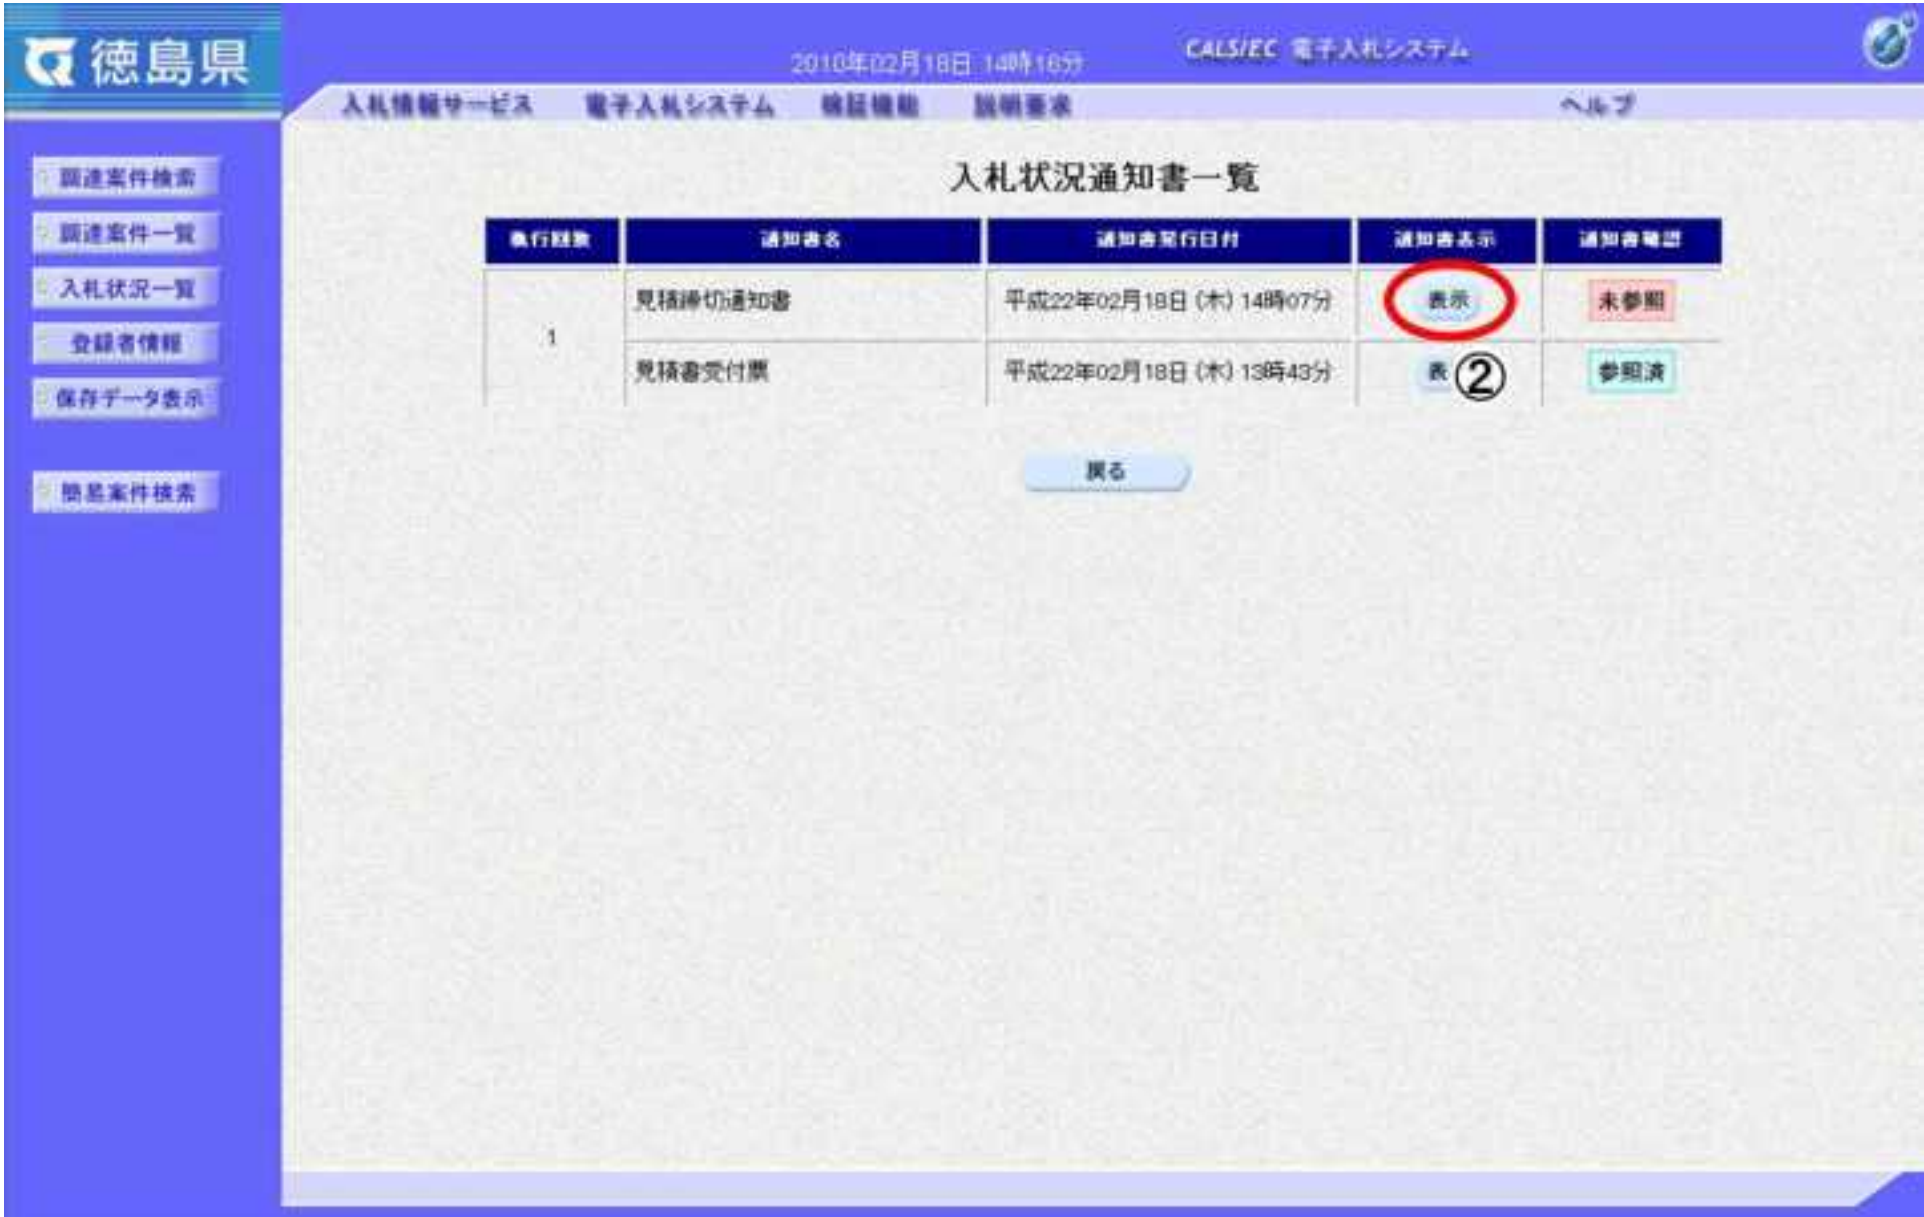 徳島県
2010年02月18日 14時16分
CALS/EC 電子入札システム
入札情報サービス 電子入札システム 検証機能 説明要求 ヘルプ
調達案件検索
調達案件一覧
入札状況一覧
登録者情報
保存データ表示
簡易案件検索
入札状況通知書一覧
執行回数 通知書名 通知書発行日付 通知書表示 通知書確認
1
見積締切通知書 平成22年02月18日(木)14時07分 表示 未参照
見積書受付票 平成22年02月18日(木)13時43分 表 ② 参照済
戻る